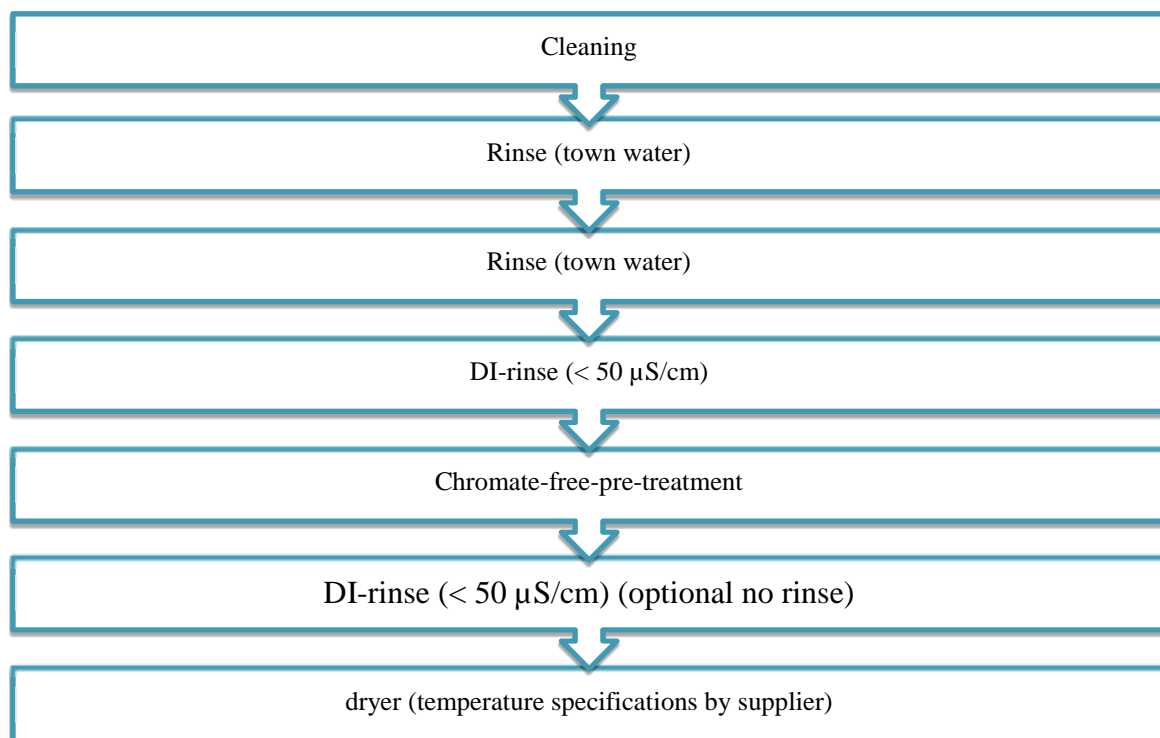 Cleaning
Rinse (town water)
Rinse (town water)
DI-rinse (< 50 µS/cm)
Chromate-free-pre-treatment
DI-rinse (< 50 µS/cm) (optional no rinse)
dryer (temperature specifications by supplier)